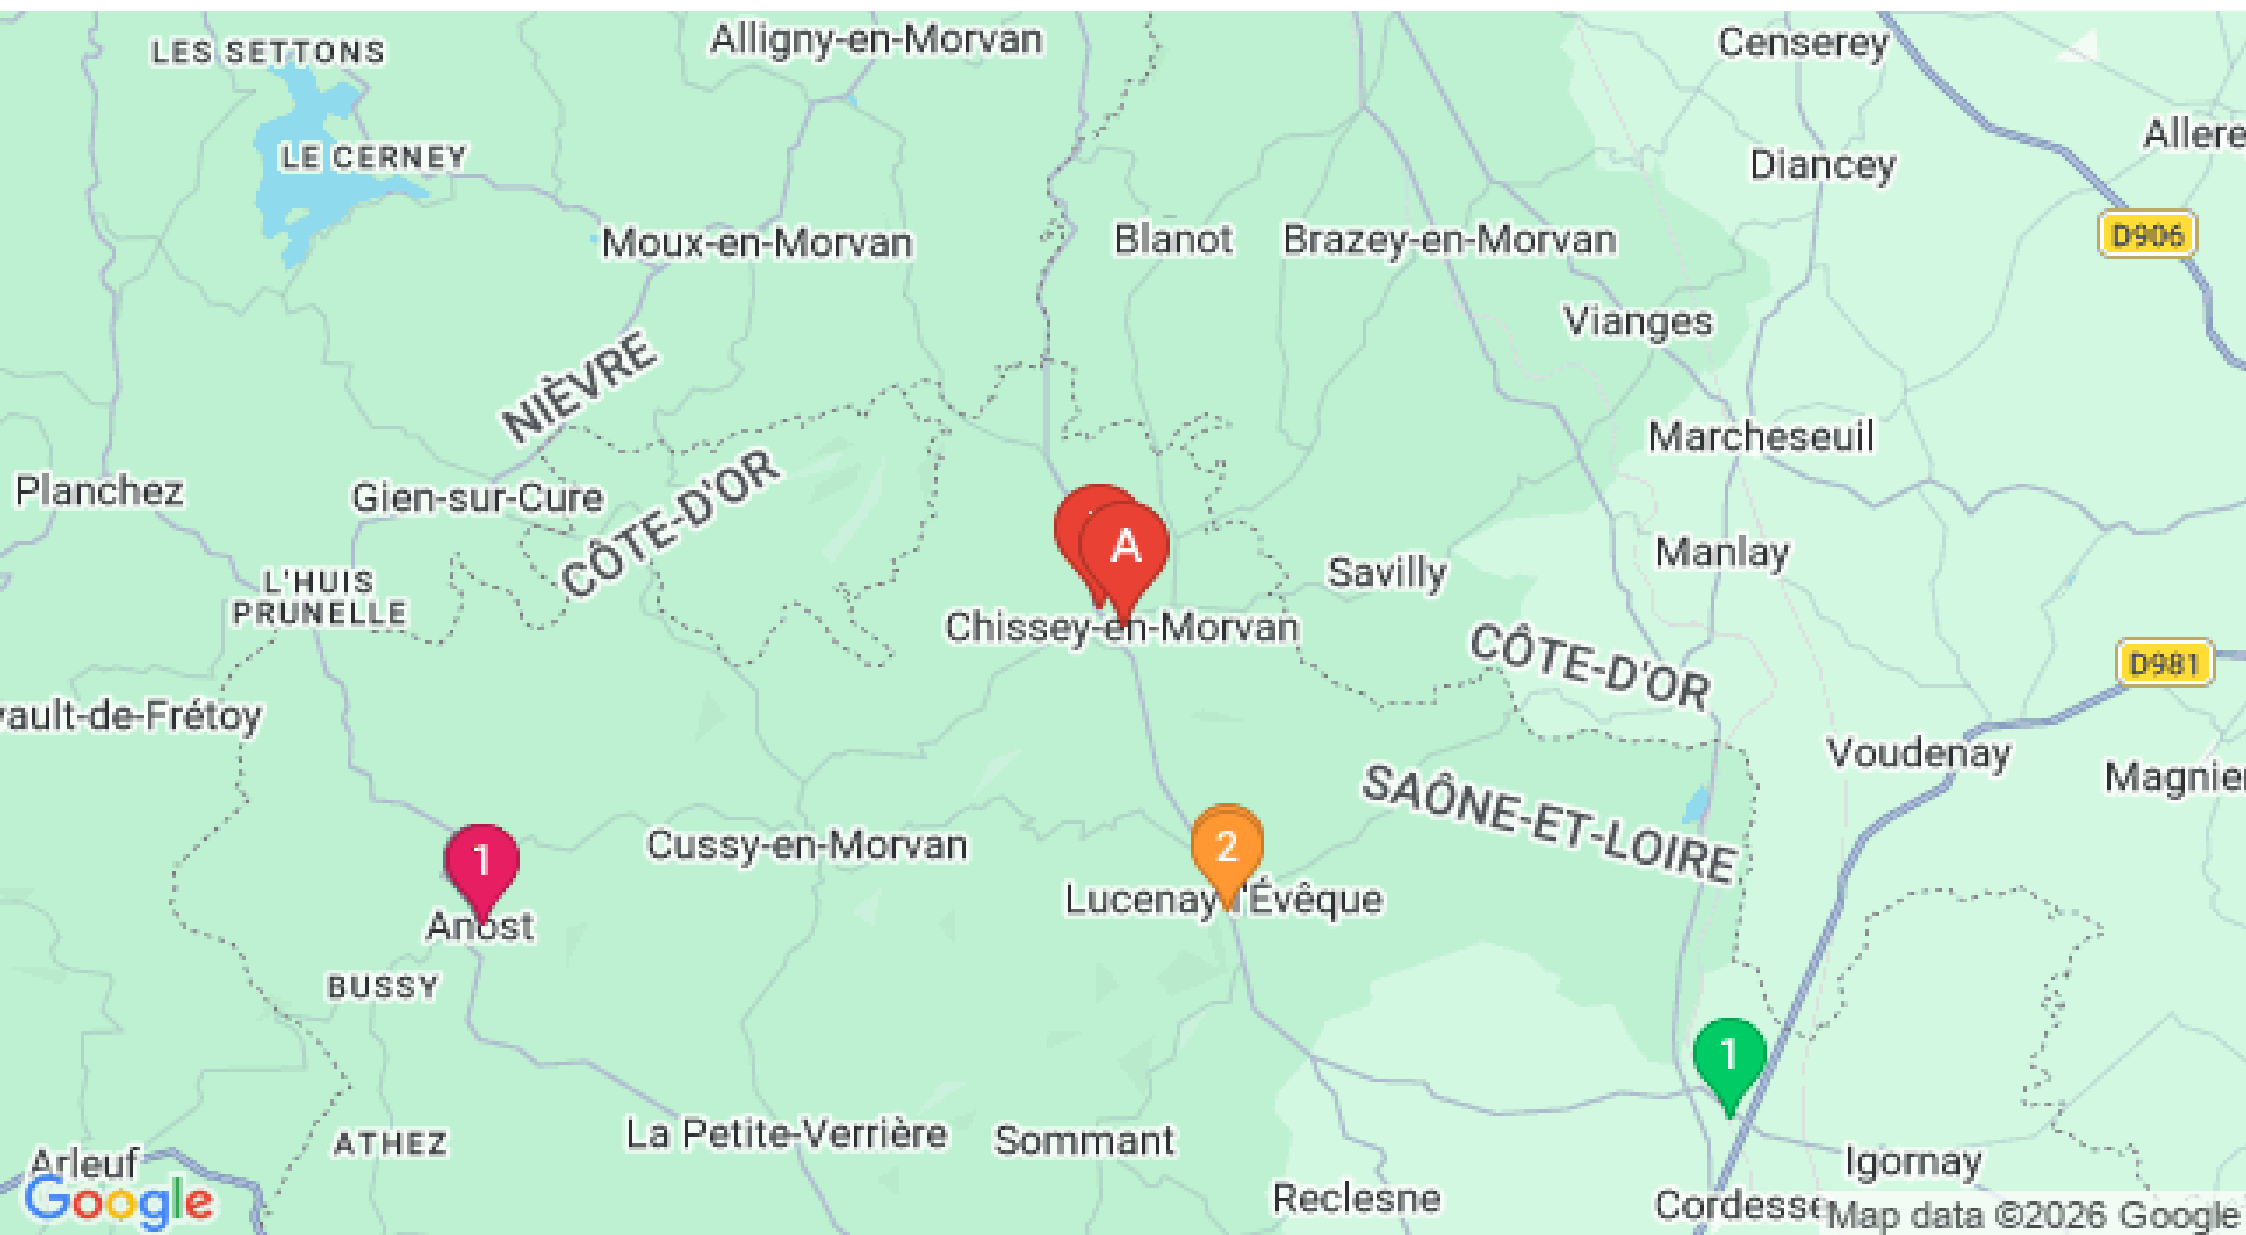 LES SETTONS
Alligny-en-Morvan
Censerey
Allere
LE CERNEY
Diancey
Moux-en-Morvan
Blanot
Brazey-en-Morvan
D906
Vianges
NIÈVRE
Marcheseuil
Planchez
Gien-sur-Cure
CÔTE-D'OR
A
Manlay
Savilly
L'HUIS
PRUNELLE
Chissey-en-Morvan
CÔTE-D'OR
D981
vault-de-Frétoy
Voudenay
Magnier
SAÔNE-ET-LOIRE
1
Cussy-en-Morvan
2
Lucenay-l'Évêque
Anost
BUSSY
1
La Petite-Verrière
Sommant
ATHEZ
Arleuf
Igornay
Google
Reclesne
Cordesse
Map data ©2026 Google